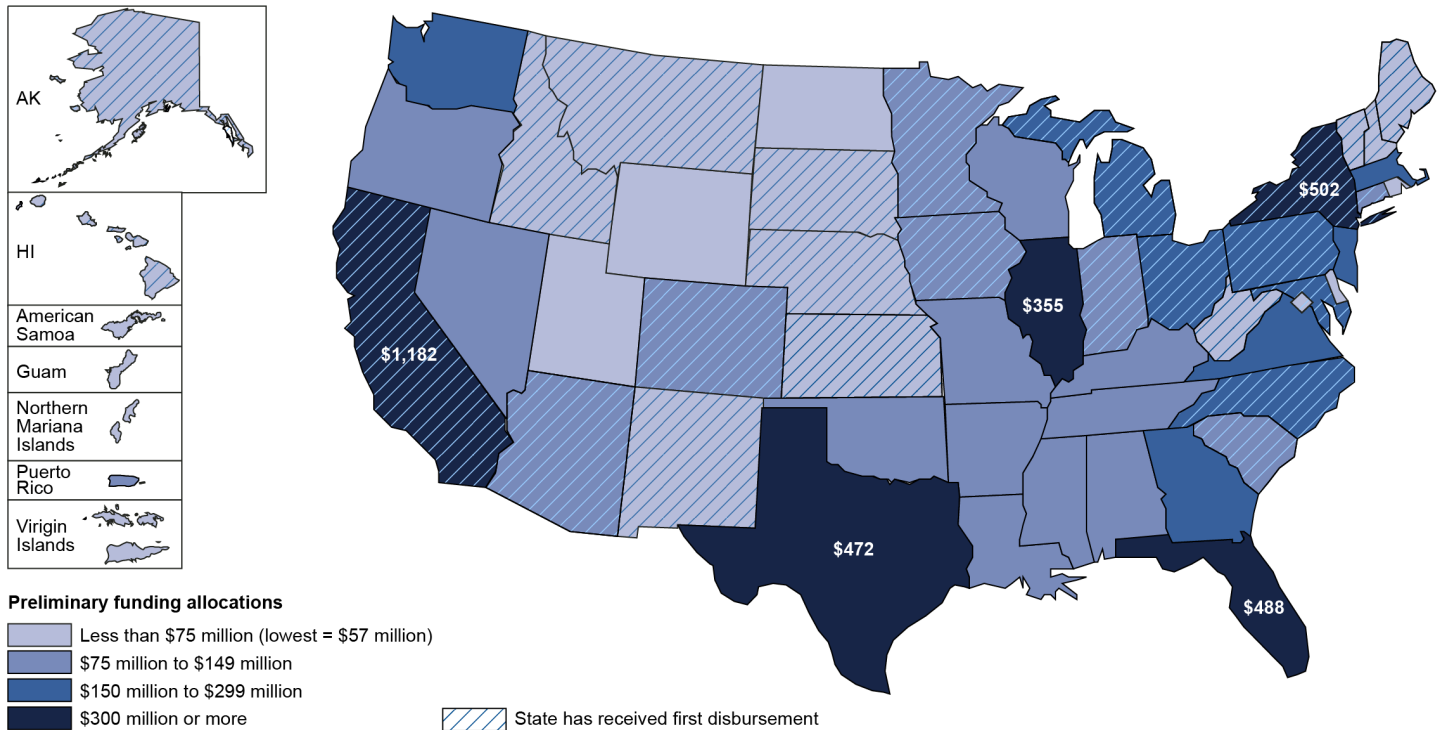 AK
HI
American
Samoa
Guam
Northern
Mariana
Islands
Puerto
Rico
Virigin
Islands
$1,182
$472
$355
$488
$502
Preliminary funding allocations
Less than $75 million (lowest = $57 million)
$75 million to $149 million
$150 million to $299 million
$300 million or more
State has received first disbursement